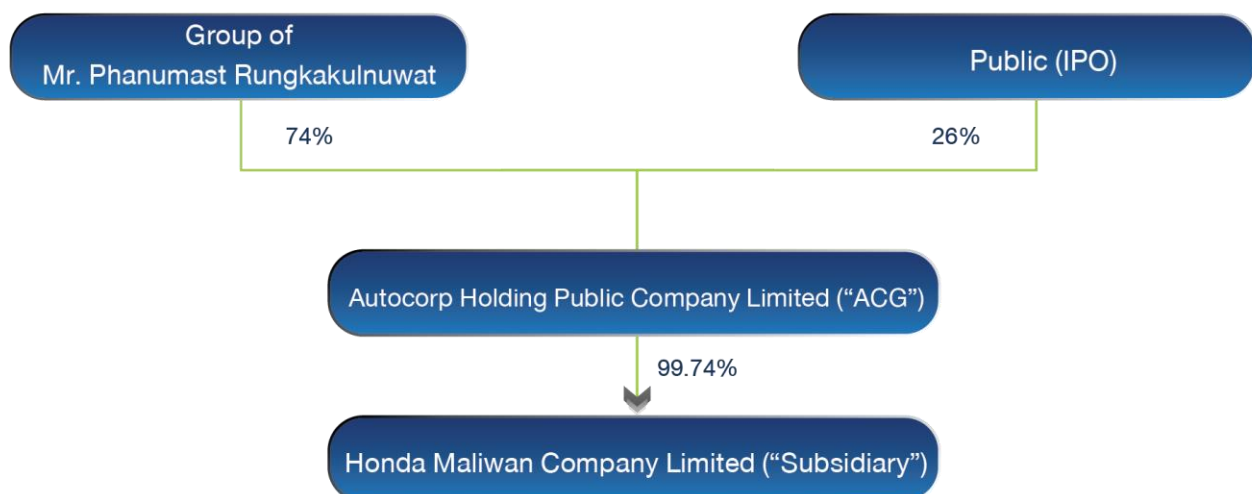 Group of
Mr. Phanumast Rungkakulnuwat
Public (IPO)
74%
26%
Autocorp Holding Public Company Limited (“ACG”)
99.74%
Honda Maliwan Company Limited (“Subsidiary”)